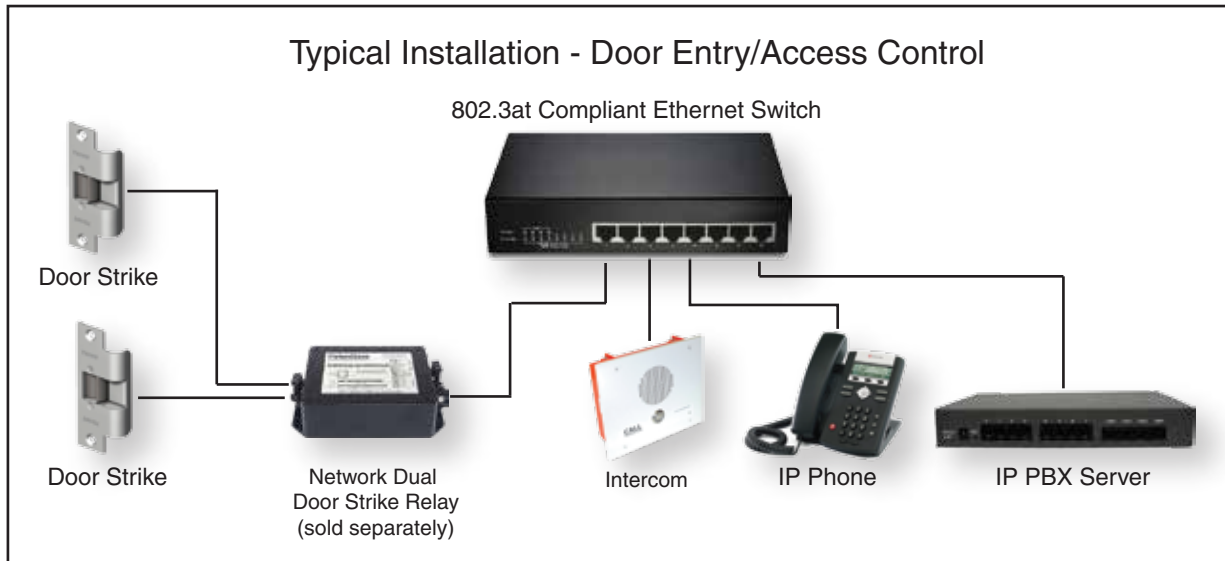 Typical Installation - Door Entry/Access Control
802.3at Compliant Ethernet Switch
Door Strike
Door Strike
Network Dual
Door Strike Relay
(sold separately)
CALL
Intercom
IP Phone
IP PBX Server